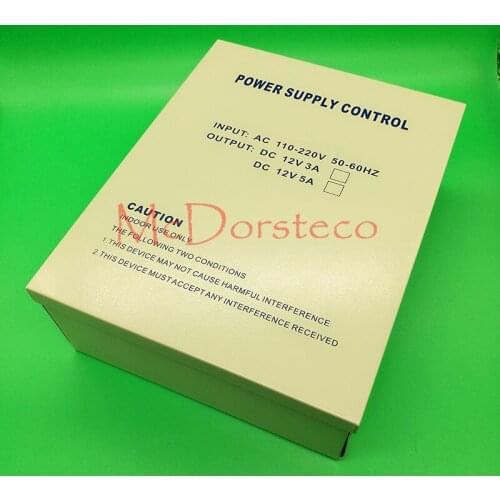 POWER SUPPLY CONTROL
INPUT: AC 110-220V 50-60HZ
OUTPUT: DC 12V 3A
DC 12V 5A
CAUTION
Mc Dorsteco
INDOOR USE ONLY
THE FOLLOWING TWO CONDITIONS
1.THIS DEVICE MAY NOT CAUSE HARMFUL INTERFERENCE
2.THIS DEVICE MUST ACCEPT ANY INTERFERENCE RECEIVED